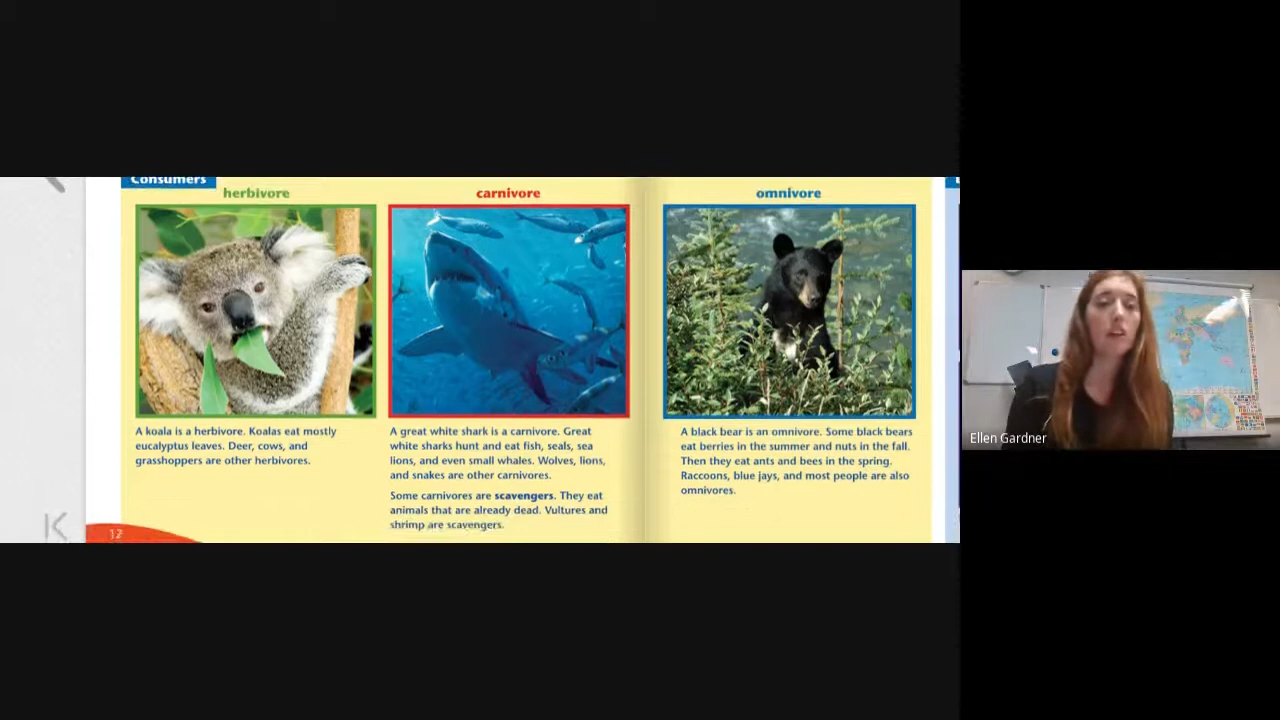 Consumers
herbivore
carnivore
omnivore
A koala is a herbivore. Koalas eat mostly
eucalyptus leaves. Deer, cows, and
grasshoppers are other herbivores.
A great white shark is a carnivore. Great
white sharks hunt and eat fish, seals, sea
lions, and even small whales. Wolves, lions,
and snakes are other carnivores.
Some carnivores are scavengers. They eat
animals that are already dead. Vultures and
shrimp are scavengers.
A black bear is an omnivore. Some black bears
eat berries in the summer and nuts in the fall.
Then they eat ants and bees in the spring.
Raccoons, blue jays, and most people are also
omnivores.
12
Ellen Gardner